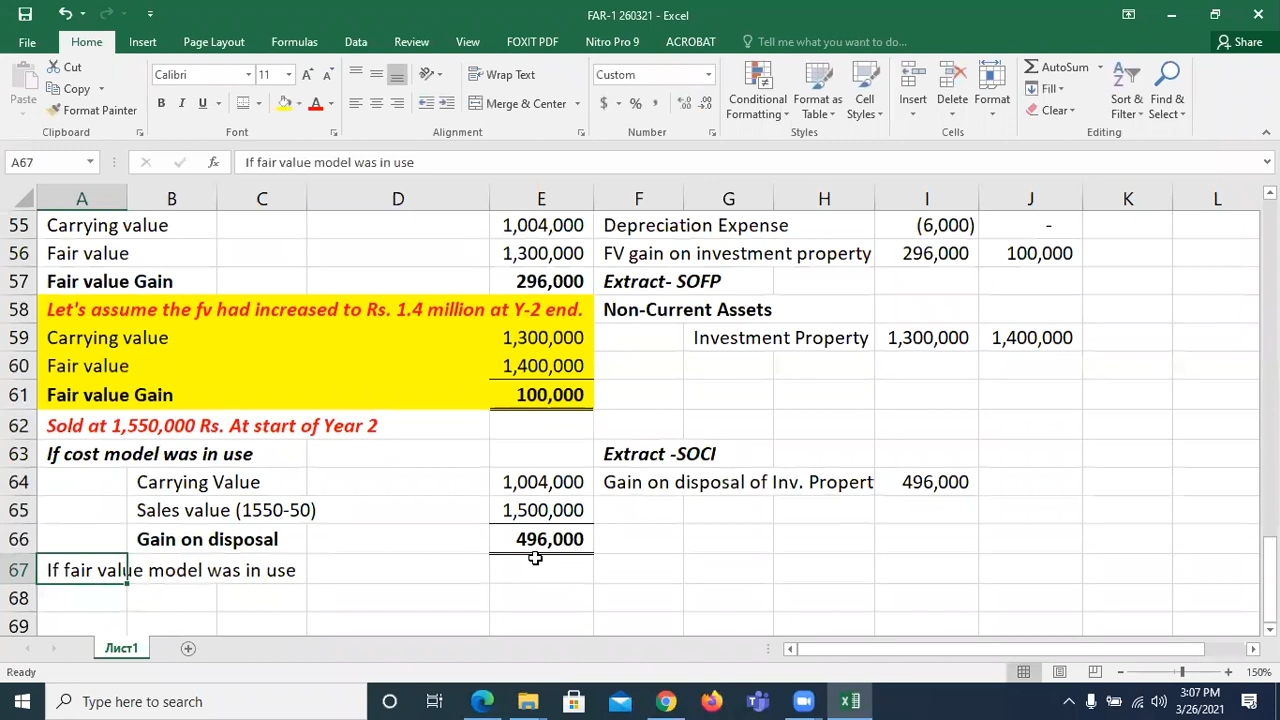 FAR-1 260321 - Excel
File Home Insert Page Layout Formulas Data Review View FOXIT PDF Nitro Pro 9 ACROBAT Tell me what you want to do... Share
Paste
Cut
Copy
Format Painter
Clipboard
Calibri 11
B I U
Font
Wrap Text
Merge & Center
Alignment
Custom
$ % ,
Number
Conditional Formatting
Format as Table
Cell Styles
Styles
Insert Delete Format
Cells
AutoSum
Fill
Clear
Sort & Filter
Find & Select
Editing
A67 fx If fair value model was in use
A B C D E F G H I J K L
55 Carrying value 1,004,000 Depreciation Expense (6,000) -
56 Fair value 1,300,000 FV gain on investment property 296,000 100,000
57 Fair value Gain 296,000 Extract- SOFP
58 Let's assume the fv had increased to Rs. 1.4 million at Y-2 end. Non-Current Assets
59 Carrying value 1,300,000 Investment Property 1,300,000 1,400,000
60 Fair value 1,400,000
61 Fair value Gain 100,000
62 Sold at 1,550,000 Rs. At start of Year 2
63 If cost model was in use Extract -SOCI
64 Carrying Value 1,004,000 Gain on disposal of Inv. Propert 496,000
65 Sales value (1550-50) 1,500,000
66 Gain on disposal 496,000
67 If fair value model was in use
68
69
Лист1
Ready 150%
Type here to search
3:07 PM
3/26/2021